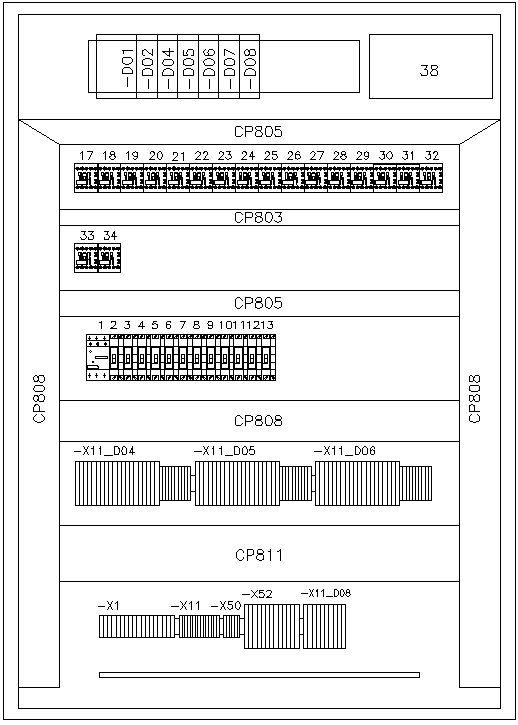 -D01 -D02 -D04 -D05 -D06 -D07 -D08
38
CP805
17 18 19 20 21 22 23 24 25 26 27 28 29 30 31 32
CP803
33 34
CP805
1 2 3 4 5 6 7 8 9 10 11 12 13
CP808
CP808
CP808
-X11_D04 -X11_D05 -X11_D06
CP811
-X52 -X11_D08
-X1 -X11 -X50